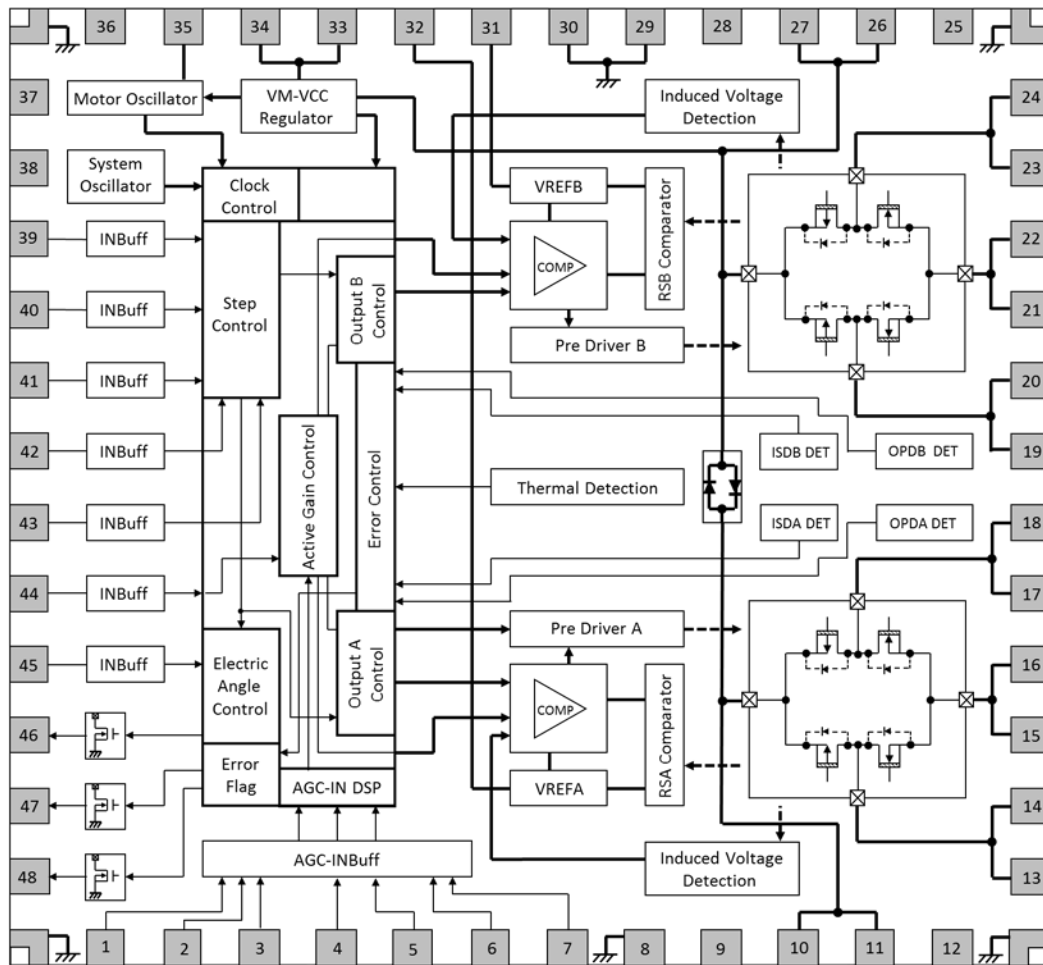 36 35 34 33 32 31 30 29 28 27 26 25
37
Motor Oscillator
VM-VCC
Regulator
Induced Voltage
Detection
24
38
System
Oscillator
Clock
Control
VREFB
RSB Comparator
23
39
INBuff
COMP
22
40
INBuff
Step
Control
Output B
Control
21
41
INBuff
Pre Driver B
20
42
INBuff
Active Gain Control
Error Control
ISDB DET
OPDB DET
19
Thermal Detection
43
INBuff
ISDA DET
OPDA DET
18
44
INBuff
17
45
INBuff
Electric
Angle
Control
Output A
Control
Pre Driver A
16
46
COMP
RSA Comparator
15
47
Error
Flag
AGC-IN DSP
VREFA
14
48
AGC-INBuff
Induced Voltage
Detection
13
1 2 3 4 5 6 7 8 9 10 11 12